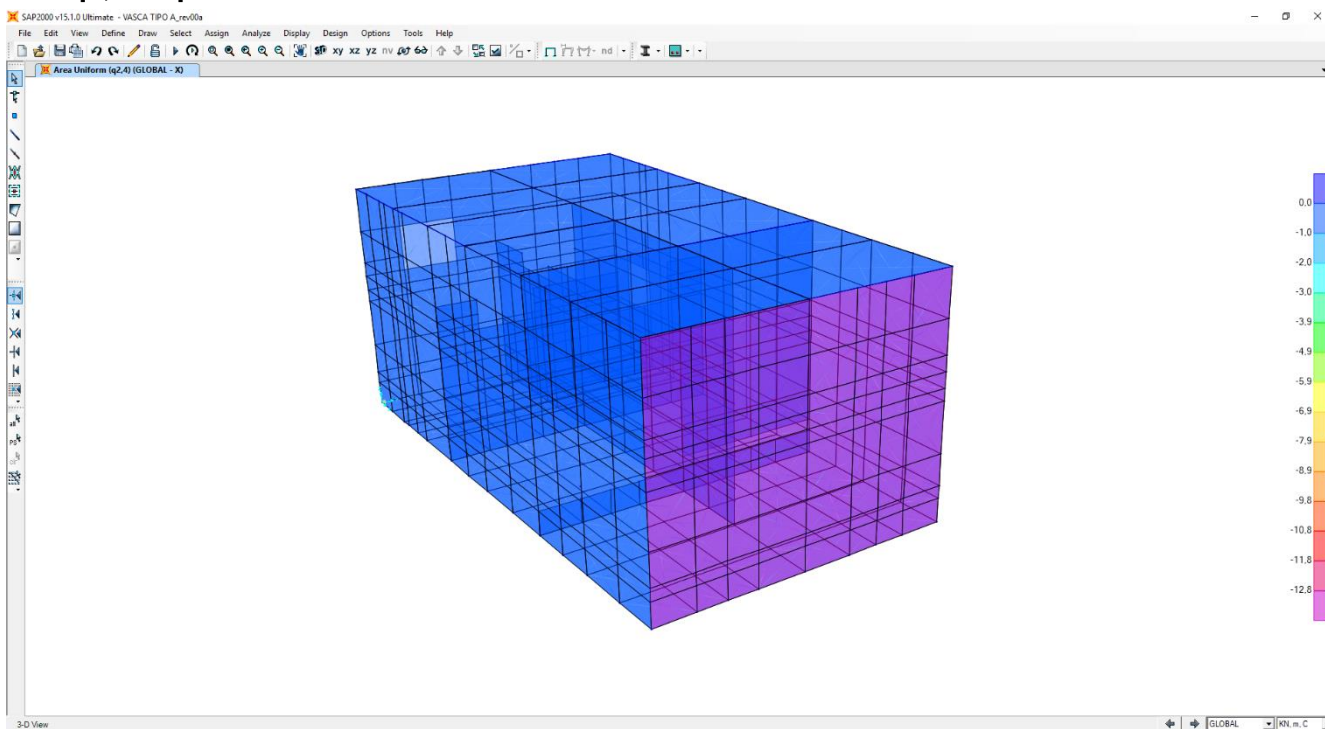 SAP2000 v15.1.0 Ultimate - VASCA TIPO A_rev00a
File Edit View Define Draw Select Assign Analyze Display Design Options Tools Help
xy xz yz nv nd
Area Uniform (q2,4) (GLOBAL - X)
0,0
-1,0
-2,0
-3,0
-3,9
-4,9
-5,9
-6,9
-7,9
-8,9
-9,8
-10,8
-11,8
-12,8
3-D View
GLOBAL
KN, m, C